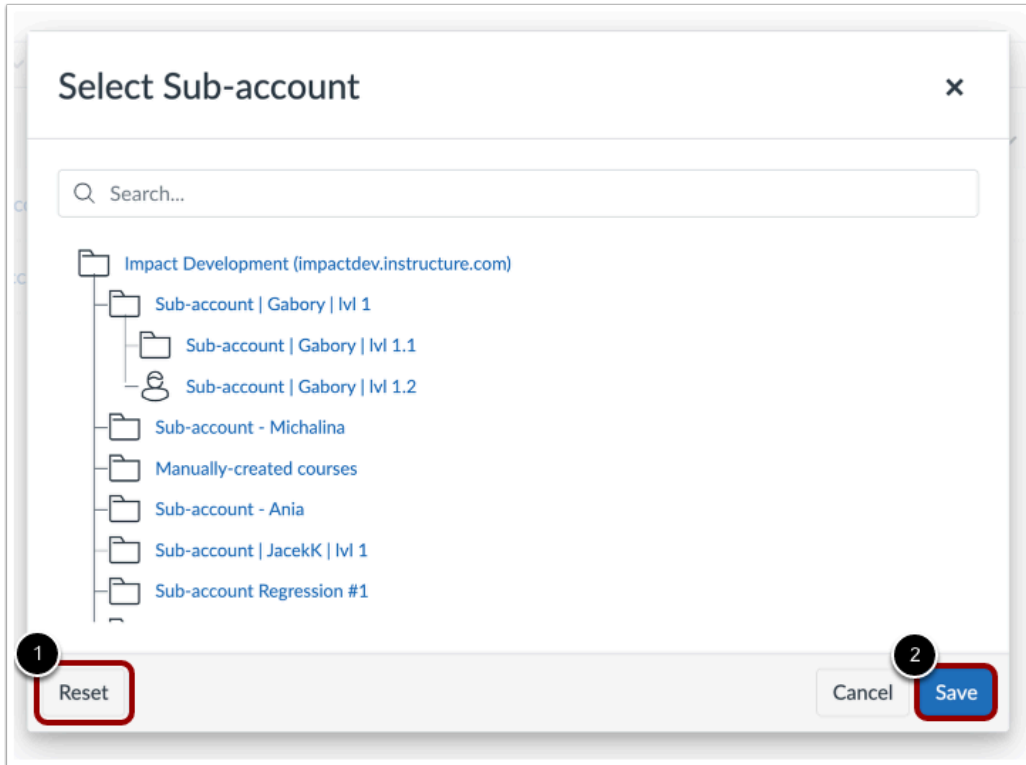 Select Sub-account
Search...
Impact Development (impactdev.instructure.com)
Sub-account | Gabory | lvl 1
Sub-account | Gabory | lvl 1.1
Sub-account | Gabory | lvl 1.2
Sub-account - Michalina
Manually-created courses
Sub-account - Ania
Sub-account | JacekK | lvl 1
Sub-account Regression #1
1
2
Reset Cancel Save